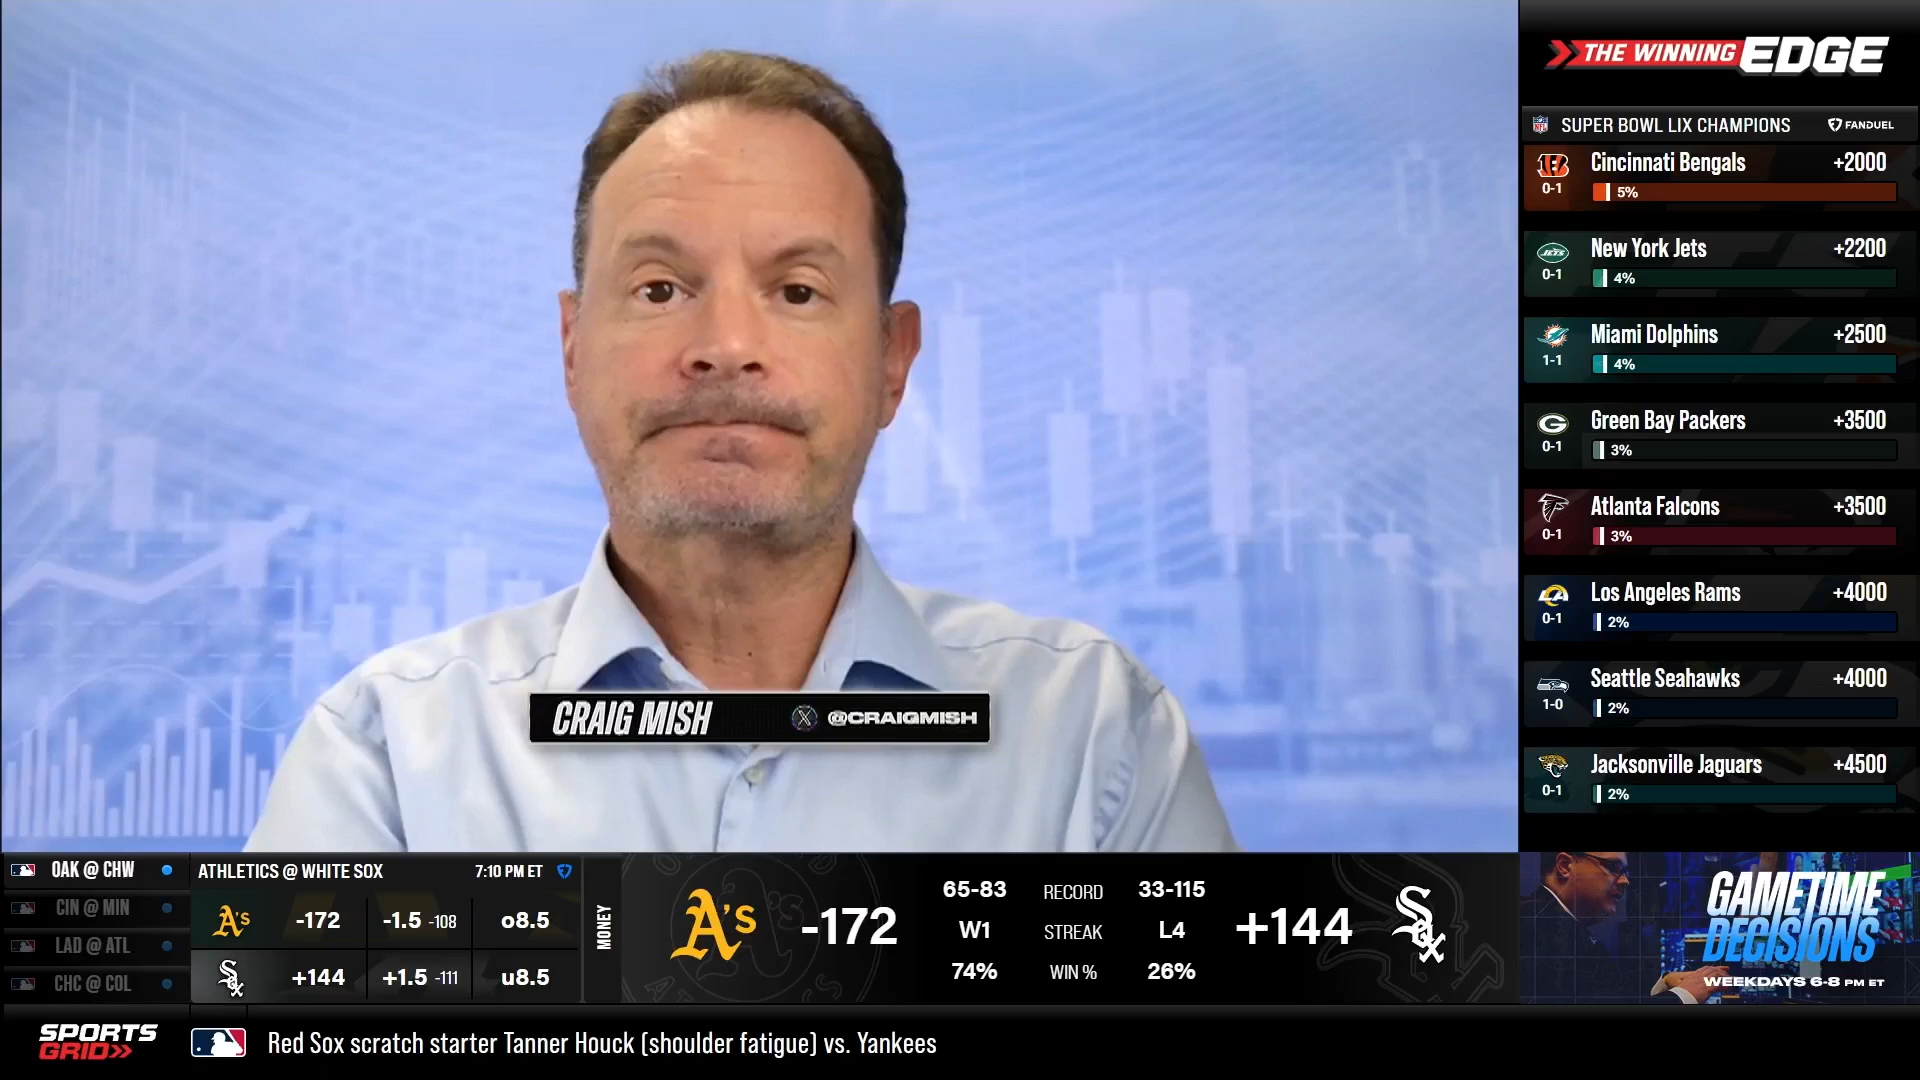 THE WINNING EDGE
SUPER BOWL LIX CHAMPIONS FANDUEL
Cincinnati Bengals +2000
0-1 5%
New York Jets +2200
0-1 4%
Miami Dolphins +2500
1-1 4%
Green Bay Packers +3500
0-1 3%
Atlanta Falcons +3500
0-1 3%
Los Angeles Rams +4000
0-1 2%
Seattle Seahawks +4000
1-0 2%
Jacksonville Jaguars +4500
0-1 2%
CRAIG MISH @CRAIGMISH
OAK @ CHW
CIN @ MIN
LAD @ ATL
CHC @ COL
ATHLETICS @ WHITE SOX 7:10 PM ET
A's -172 -1.5 -108 o8.5
Sox +144 +1.5 -111 u8.5
MONEY
A's -172
65-83 RECORD 33-115
W1 STREAK L4
74% WIN % 26%
+144 Sox
GAMETIME
DECISIONS
WEEKDAYS 6-8 PM ET
SPORTS
GRID
Red Sox scratch starter Tanner Houck (shoulder fatigue) vs. Yankees